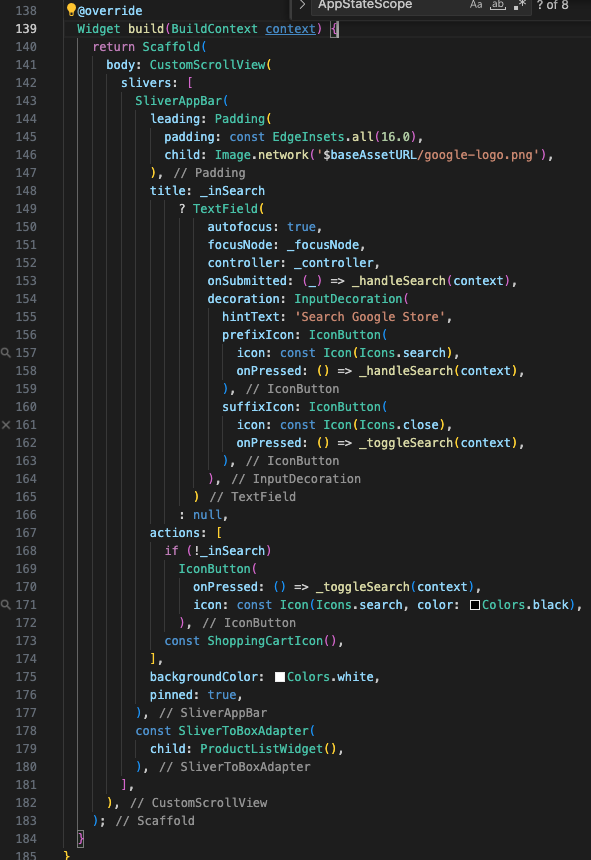 AppStateScope Aa ab .* ? of 8
138 @override
139 Widget build(BuildContext context) {
140 return Scaffold(
141 body: CustomScrollView(
142 slivers: [
143 SliverAppBar(
144 leading: Padding(
145 padding: const EdgeInsets.all(16.0),
146 child: Image.network('$baseAssetURL/google-logo.png'),
147 ), // Padding
148 title: _inSearch
149 ? TextField(
150 autofocus: true,
151 focusNode: _focusNode,
152 controller: _controller,
153 onSubmitted: (_) => _handleSearch(context),
154 decoration: InputDecoration(
155 hintText: 'Search Google Store',
156 prefixIcon: IconButton(
157 icon: const Icon(Icons.search),
158 onPressed: () => _handleSearch(context),
159 ), // IconButton
160 suffixIcon: IconButton(
161 icon: const Icon(Icons.close),
162 onPressed: () => _toggleSearch(context),
163 ), // IconButton
164 ), // InputDecoration
165 ) // TextField
166 : null,
167 actions: [
168 if (!_inSearch)
169 IconButton(
170 onPressed: () => _toggleSearch(context),
171 icon: const Icon(Icons.search, color: Colors.black),
172 ), // IconButton
173 const ShoppingCartIcon(),
174 ],
175 backgroundColor: Colors.white,
176 pinned: true,
177 ), // SliverAppBar
178 const SliverToBoxAdapter(
179 child: ProductListWidget(),
180 ), // SliverToBoxAdapter
181 ],
182 ), // CustomScrollView
183 ); // Scaffold
184 }
185 }